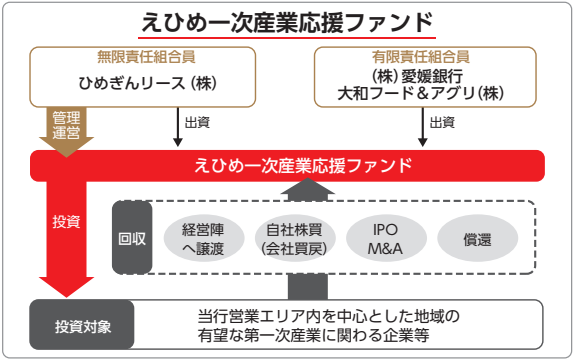 えひめ一次産業応援ファンド
無限責任組合員
ひめぎんリース（株）
有限責任組合員
（株）愛媛銀行
大和フード＆アグリ（株）
管理
運営
出資
出資
えひめ一次産業応援ファンド
投資
回収
経営陣
へ譲渡
自社株買
（会社買戻）
IPO
M&A
償還
投資対象
当行営業エリア内を中心とした地域の
有望な第一次産業に関わる企業等